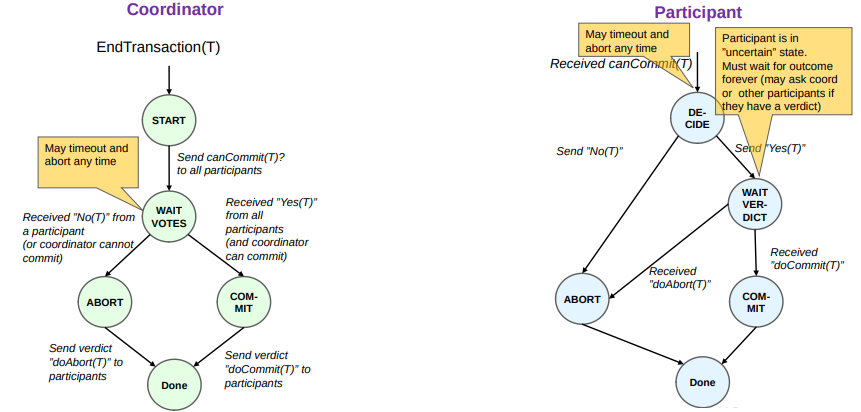 Coordinator
EndTransaction(T)
START
May timeout and
abort any time
Send canCommit(T)?
to all participants
WAIT
VOTES
Received "No(T)" from
a participant
(or coordinator cannot
commit)
Received "Yes(T)"
from all
participants
(and coordinator
can commit)
ABORT
COM-
MIT
Send verdict
"doAbort(T)" to
participants
Send verdict
"doCommit(T)" to
participants
Done
Participant
May timeout and
abort any time
Participant is in
"uncertain" state.
Must wait for outcome
forever (may ask coord
or other participants if
they have a verdict)
Received canCommit(T)
DE-
CIDE
Send "No(T)"
Send "Yes(T)"
WAIT
VER-
DICT
Received
"doAbort(T)"
Received
"doCommit(T)"
ABORT
COM-
MIT
Done